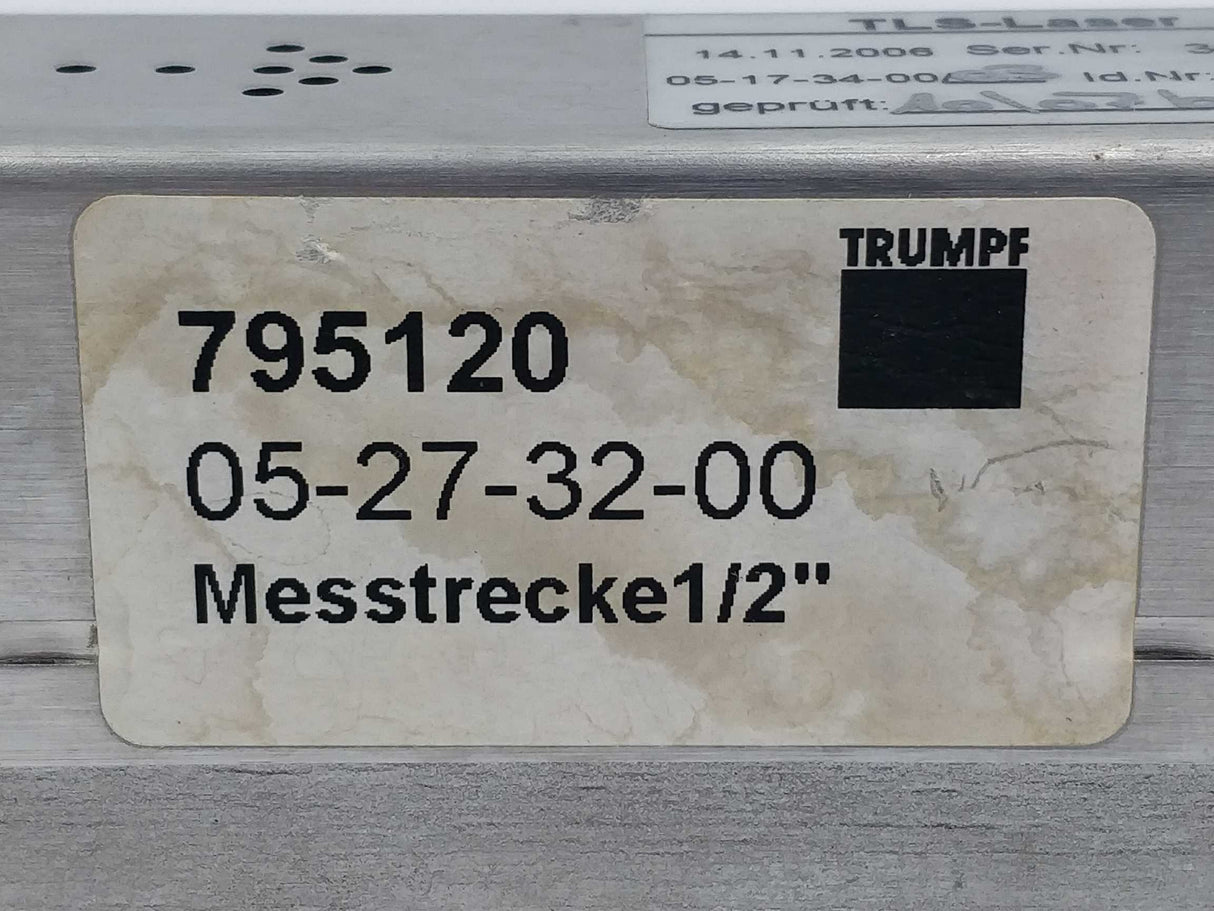 TLS-Laser
14.11.2006 Ser.Nr: 3
05-17-34-00 Id.Nr:
geprüft:
TRUMPF
795120
05-27-32-00
Messtrecke1/2"